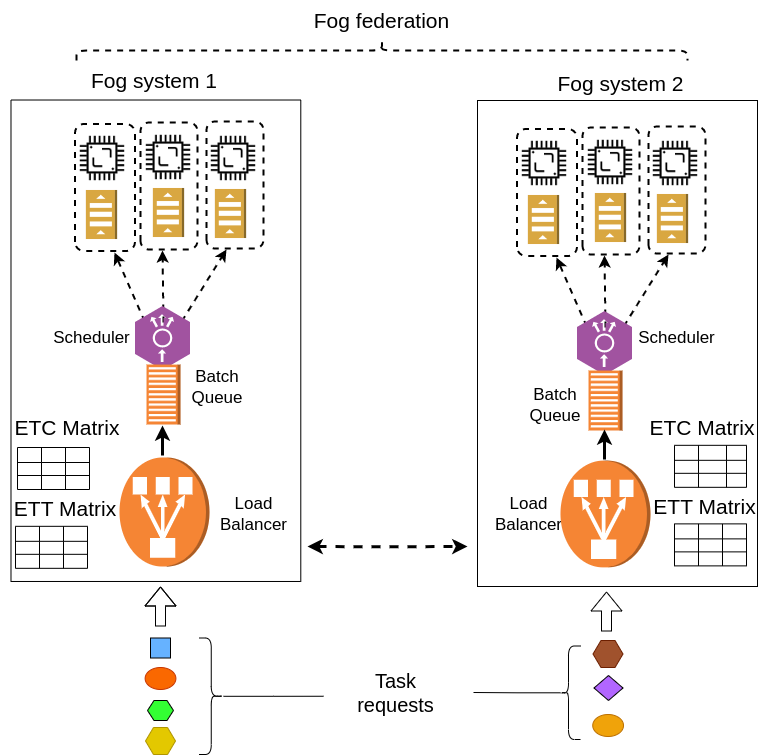 Fog federation
Fog system 1
Fog system 2
Scheduler
Scheduler
Batch
Queue
Batch
Queue
ETC Matrix
ETC Matrix
ETT Matrix
ETT Matrix
Load
Balancer
Load
Balancer
Task
requests